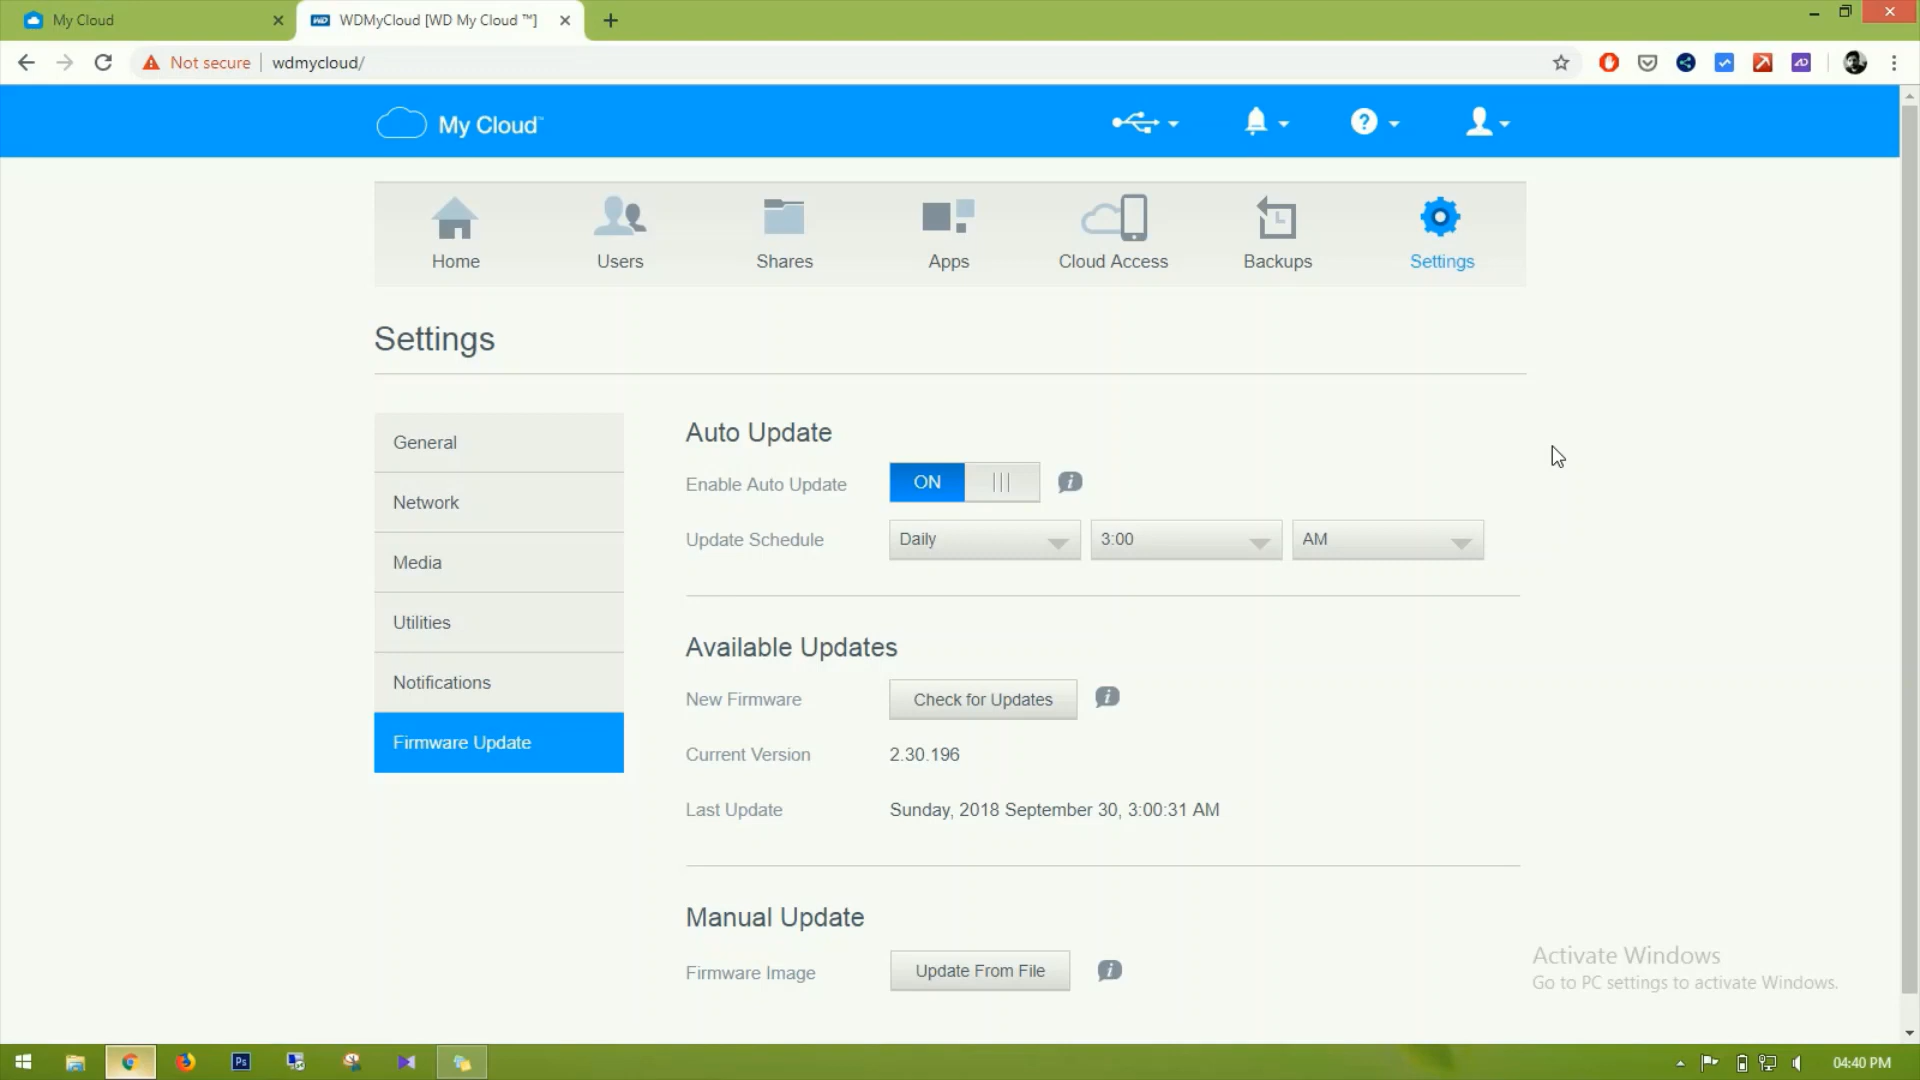 My Cloud
WDMyCloud [WD My Cloud ™]
Not secure
wdmycloud/
My Cloud™
Home
Users
Shares
Apps
Cloud Access
Backups
Settings
Settings
General
Network
Media
Utilities
Notifications
Firmware Update
Auto Update
Enable Auto Update
ON
Update Schedule
Daily
3:00
AM
Available Updates
New Firmware
Check for Updates
Current Version
2.30.196
Last Update
Sunday, 2018 September 30, 3:00:31 AM
Manual Update
Firmware Image
Update From File
Activate Windows
Go to PC settings to activate Windows.
Ps
04:40 PM